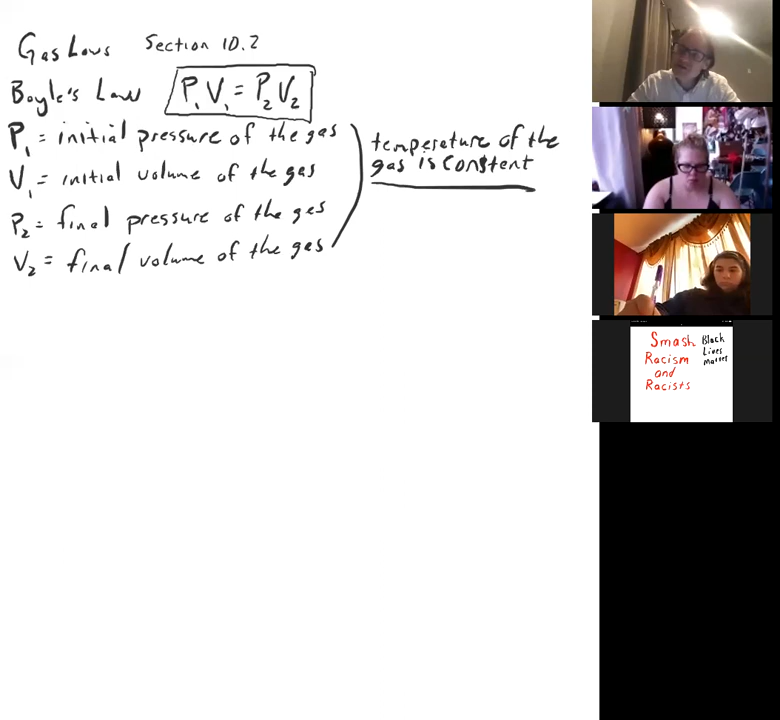 Gas Laws Section 10.2
Boyle's Law P₁V₁ = P₂V₂
P₁ = initial pressure of the gas
V₁ = initial volume of the gas
P₂ = final pressure of the gas
V₂ = final volume of the gas
temperature of the
gas is constant
Smash
Racism
and
Racists
Black
Lives
Matter